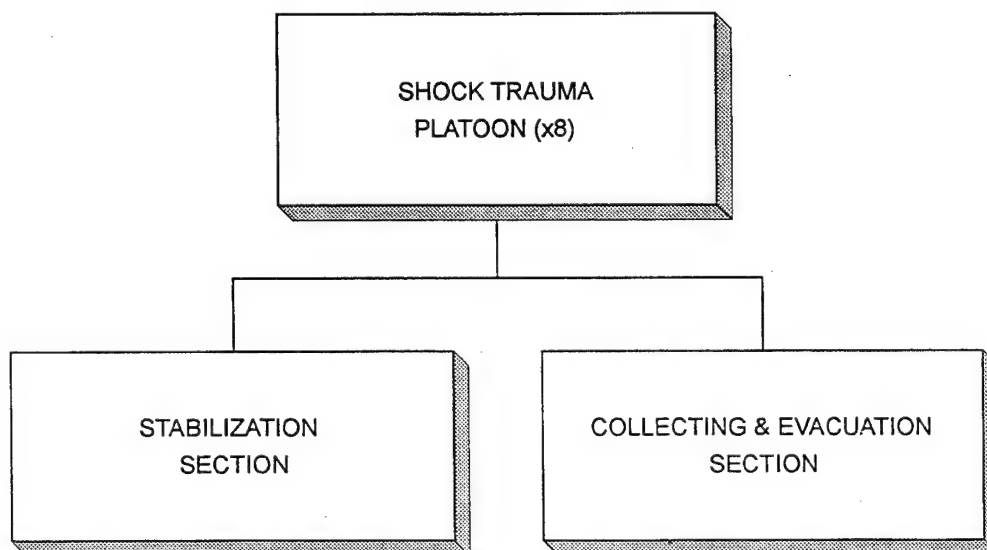 SHOCK TRAUMA
PLATOON (x8)
STABILIZATION
SECTION
COLLECTING & EVACUATION
SECTION